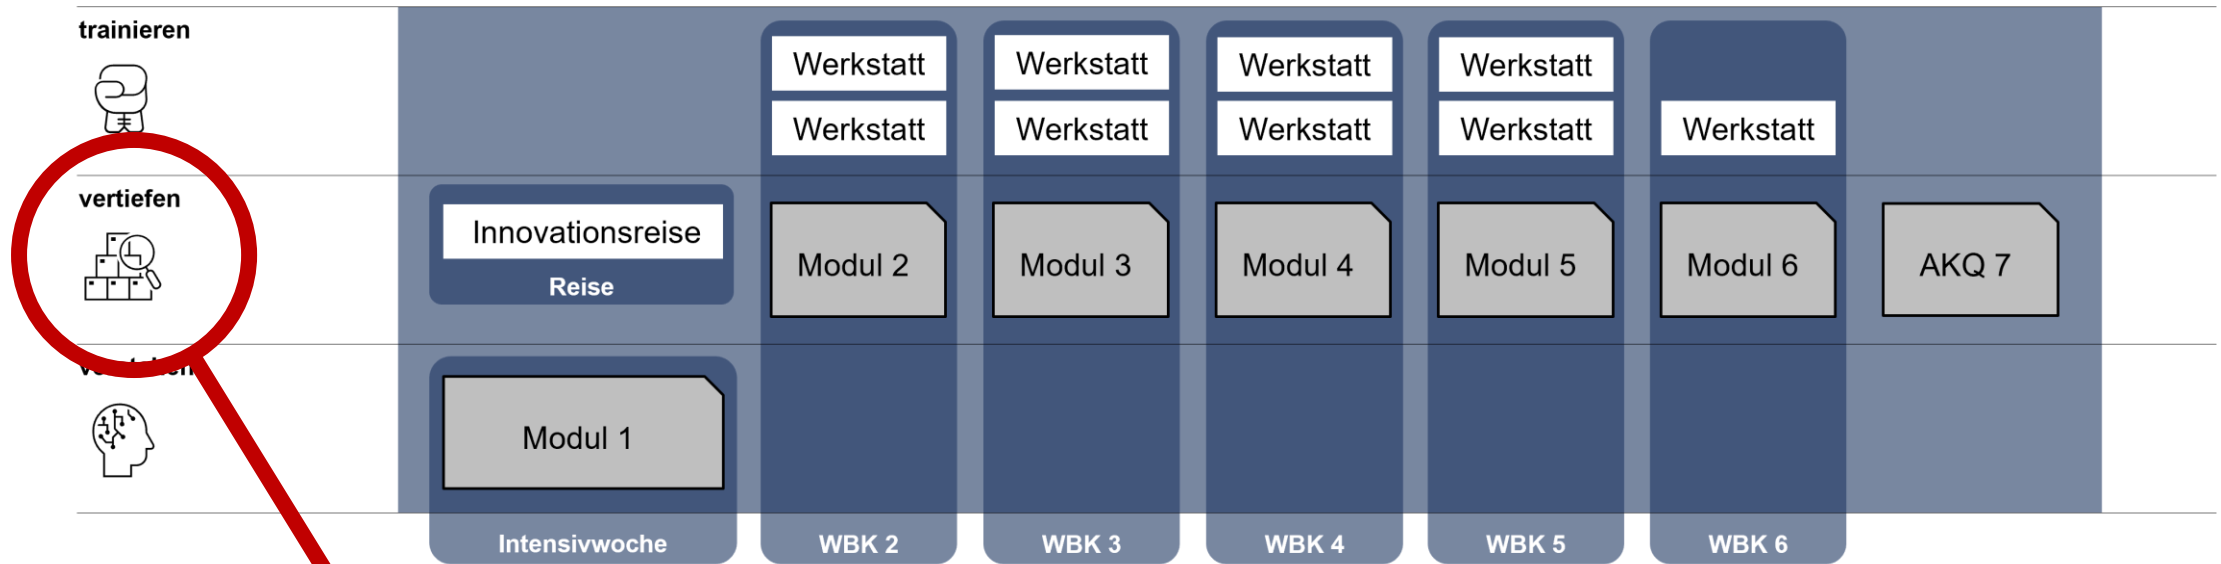 trainieren
Werkstatt Werkstatt Werkstatt Werkstatt
Werkstatt Werkstatt Werkstatt Werkstatt Werkstatt
vertiefen
Innovationsreise
Reise
Modul 2 Modul 3 Modul 4 Modul 5 Modul 6 AKQ 7
Modul 1
Intensivwoche WBK 2 WBK 3 WBK 4 WBK 5 WBK 6